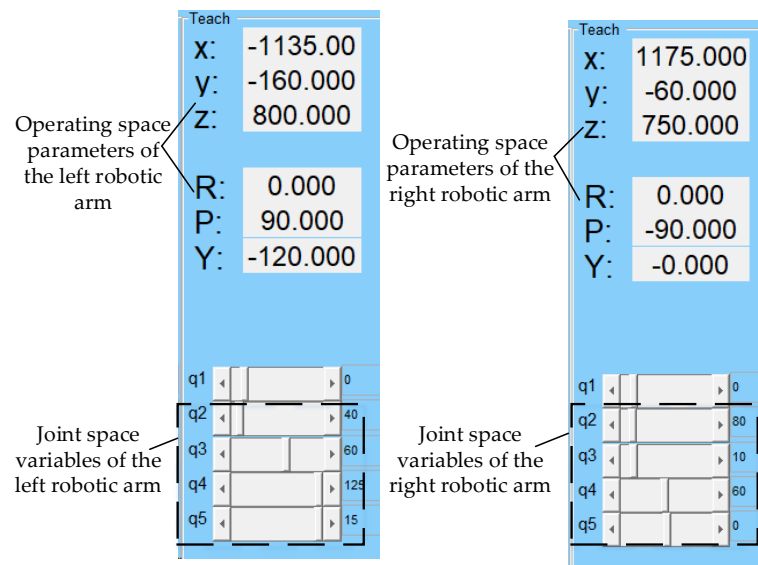 Teach
x: -1135.00
y: -160.000
z: 800.000
R: 0.000
P: 90.000
Y: -120.000
Operating space
parameters of
the left robotic
arm
q1 0
q2 40
q3 60
q4 125
q5 15
Joint space
variables of the
left robotic arm
Teach
x: 1175.000
y: -60.000
z: 750.000
R: 0.000
P: -90.000
Y: -0.000
Operating space
parameters of the
right robotic arm
q1 0
q2 80
q3 10
q4 60
q5 0
Joint space
variables of the
right robotic arm